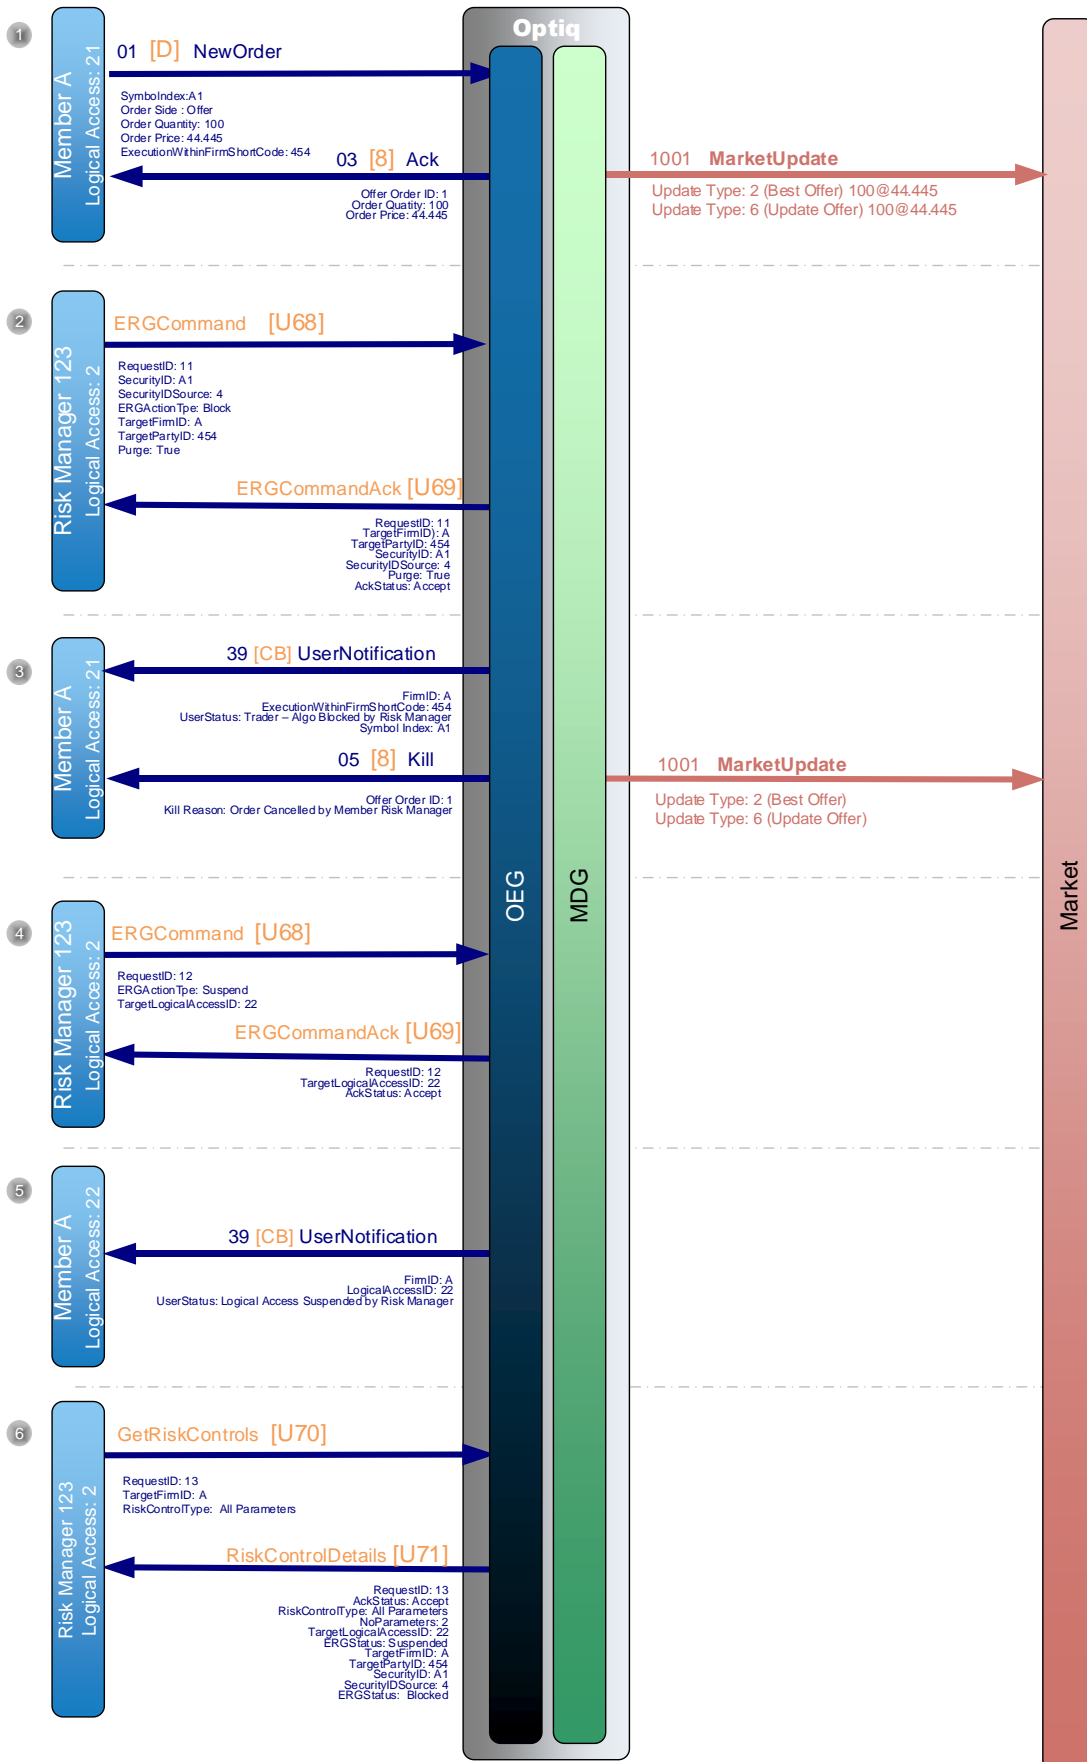 Optiq
OEG
MDG
Market
1
Member A
Logical Access: 21
01 [D] NewOrder
SymbolIndex:A1
Order Side : Offer
Order Quantity: 100
Order Price: 44.445
ExecutionWithinFirmShortCode: 454
03 [8] Ack
Offer Order ID: 1
Order Quatity: 100
Order Price: 44.445
1001 MarketUpdate
Update Type: 2 (Best Offer) 100@44.445
Update Type: 6 (Update Offer) 100@44.445
2
Risk Manager 123
Logical Access: 2
ERGCommand [U68]
RequestID: 11
SecurityID: A1
SecurityIDSource: 4
ERGActionTpe: Block
TargetFirmID: A
TargetPartyID: 454
Purge: True
ERGCommandAck [U69]
RequestID: 11
TargetFirmID): A
TargetPartyID: 454
SecurityID: A1
SecurityIDSource: 4
Purge: True
AckStatus: Accept
3
Member A
Logical Access: 21
39 [CB] UserNotification
FirmID: A
ExecutionWithinFirmShortCode: 454
UserStatus: Trader – Algo Blocked by Risk Manager
Symbol Index: A1
05 [8] Kill
Offer Order ID: 1
Kill Reason: Order Cancelled by Member Risk Manager
1001 MarketUpdate
Update Type: 2 (Best Offer)
Update Type: 6 (Update Offer)
4
Risk Manager 123
Logical Access: 2
ERGCommand [U68]
RequestID: 12
ERGActionTpe: Suspend
TargetLogicalAccessID: 22
ERGCommandAck [U69]
RequestID: 12
TargetLogicalAccessID: 22
AckStatus: Accept
5
Member A
Logical Access: 22
39 [CB] UserNotification
FirmID: A
LogicalAccessID: 22
UserStatus: Logical Access Suspended by Risk Manager
6
Risk Manager 123
Logical Access: 2
GetRiskControls [U70]
RequestID: 13
TargetFirmID: A
RiskControlType: All Parameters
RiskControlDetails [U71]
RequestID: 13
AckStatus: Accept
RiskControlType: All Parameters
NoParameters: 2
TargetLogicalAccessID: 22
ERGStatus: Suspended
TargetFirmID: A
TargetPartyID: 454
SecurityID: A1
SecurityIDSource: 4
ERGStatus: Blocked